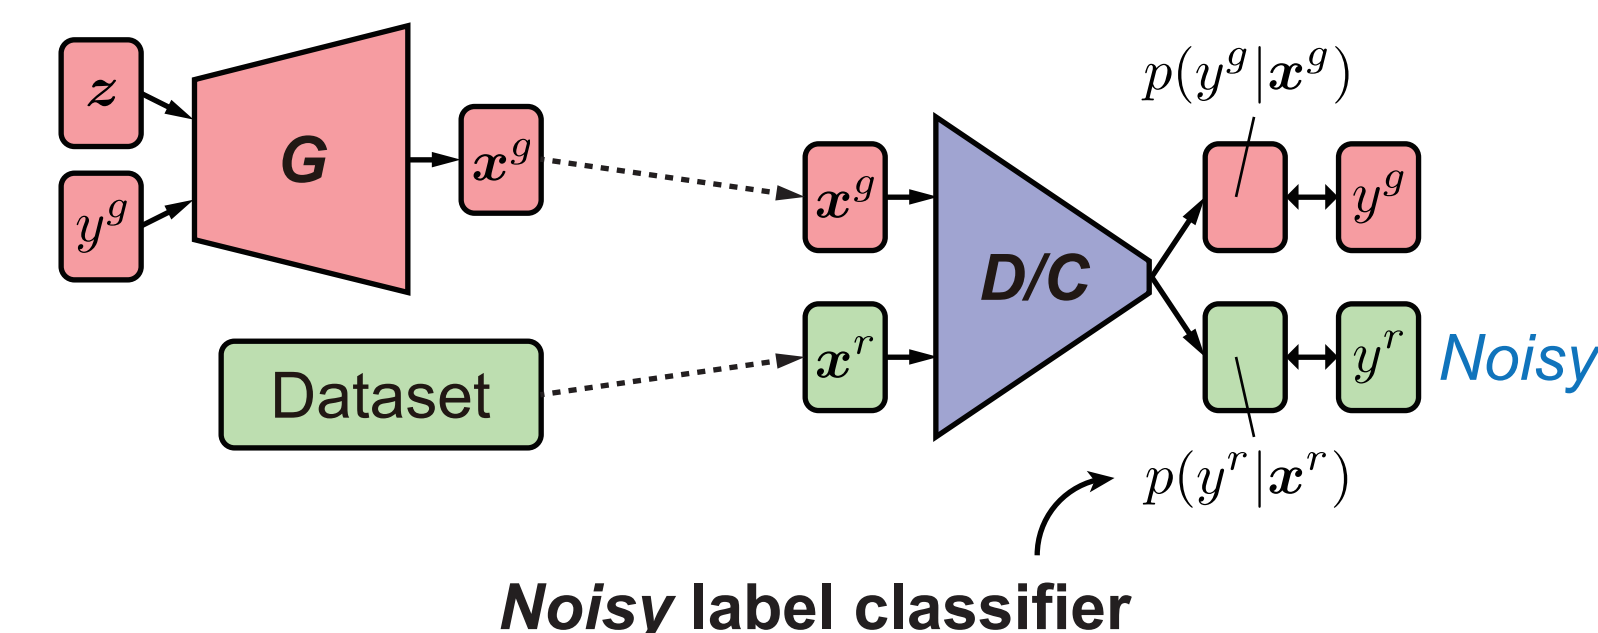 z
y^g
G
x^g
Dataset
x^g
x^r
D/C
p(y^g|x^g)
y^g
y^r
Noisy
p(y^r|x^r)
Noisy label classifier